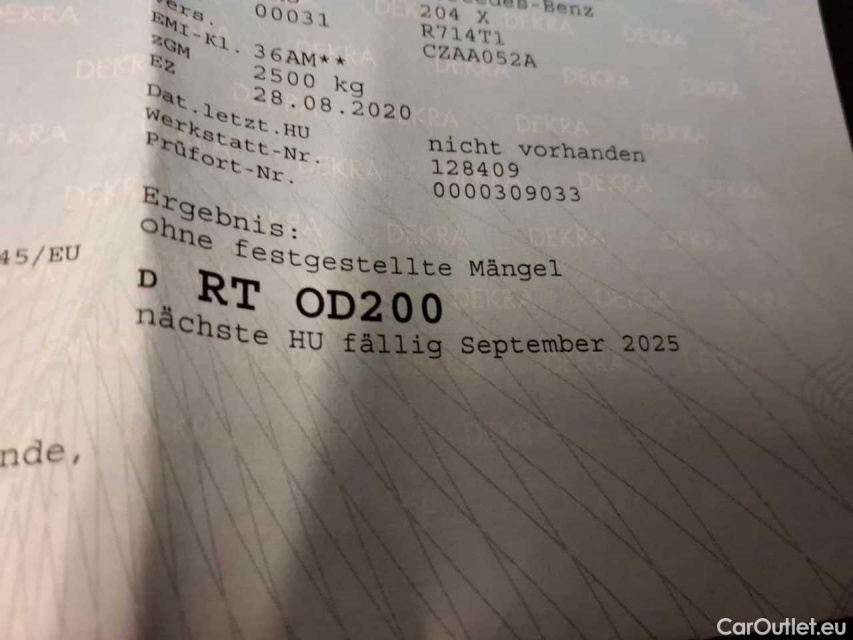 00031
204 X
R714T1
EMI-Kl. 36AM**
CZAA052A
zGM 2500 kg
EZ 28.08.2020
Dat.letzt.HU nicht vorhanden
Werkstatt-Nr. 128409
Prüfort-Nr. 0000309033
Ergebnis:
ohne festgestellte Mängel
45/EU
D RT OD200
nächste HU fällig September 2025
nde,
DEKRA
CarOutlet.eu